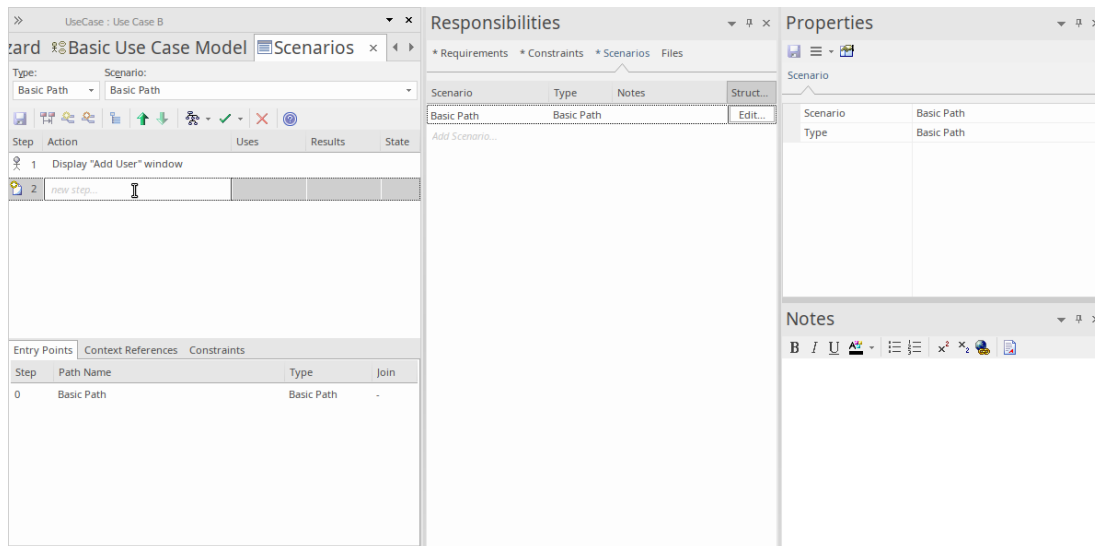 UseCase : Use Case B
zard Basic Use Case Model Scenarios
Type: Scenario:
Basic Path Basic Path
Step Action Uses Results State
1 Display "Add User" window
2 new step...
Entry Points Context References Constraints
Step Path Name Type Join
0 Basic Path Basic Path -
Responsibilities
* Requirements * Constraints * Scenarios Files
Scenario Type Notes Struct...
Basic Path Basic Path Edit...
Add Scenario...
Properties
Scenario
Scenario Basic Path
Type Basic Path
Notes
B I U A x² x₂